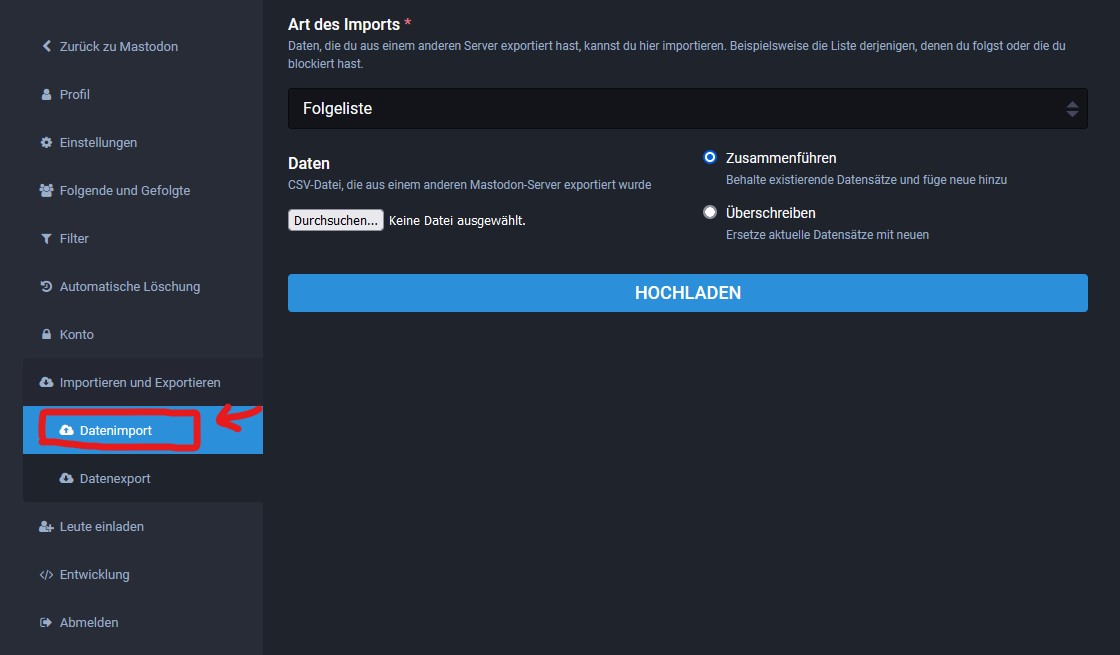 Zurück zu Mastodon
Profil
Einstellungen
Folgende und Gefolgte
Filter
Automatische Löschung
Konto
Importieren und Exportieren
Datenimport
Datenexport
Leute einladen
Entwicklung
Abmelden
Art des Imports *
Daten, die du aus einem anderen Server exportiert hast, kannst du hier importieren. Beispielsweise die Liste derjenigen, denen du folgst oder die du
blockiert hast.
Folgeliste
Daten
CSV-Datei, die aus einem anderen Mastodon-Server exportiert wurde
Durchsuchen... Keine Datei ausgewählt.
Zusammenführen
Behalte existierende Datensätze und füge neue hinzu
Überschreiben
Ersetze aktuelle Datensätze mit neuen
HOCHLADEN